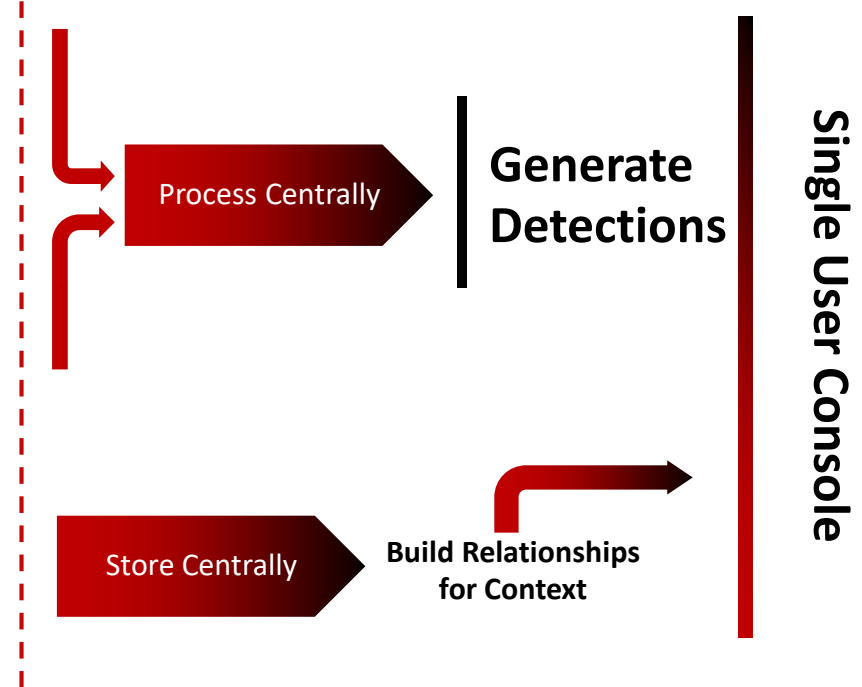 Process Centrally
Generate
Detections
Single User Console
Store Centrally
Build Relationships
for Context